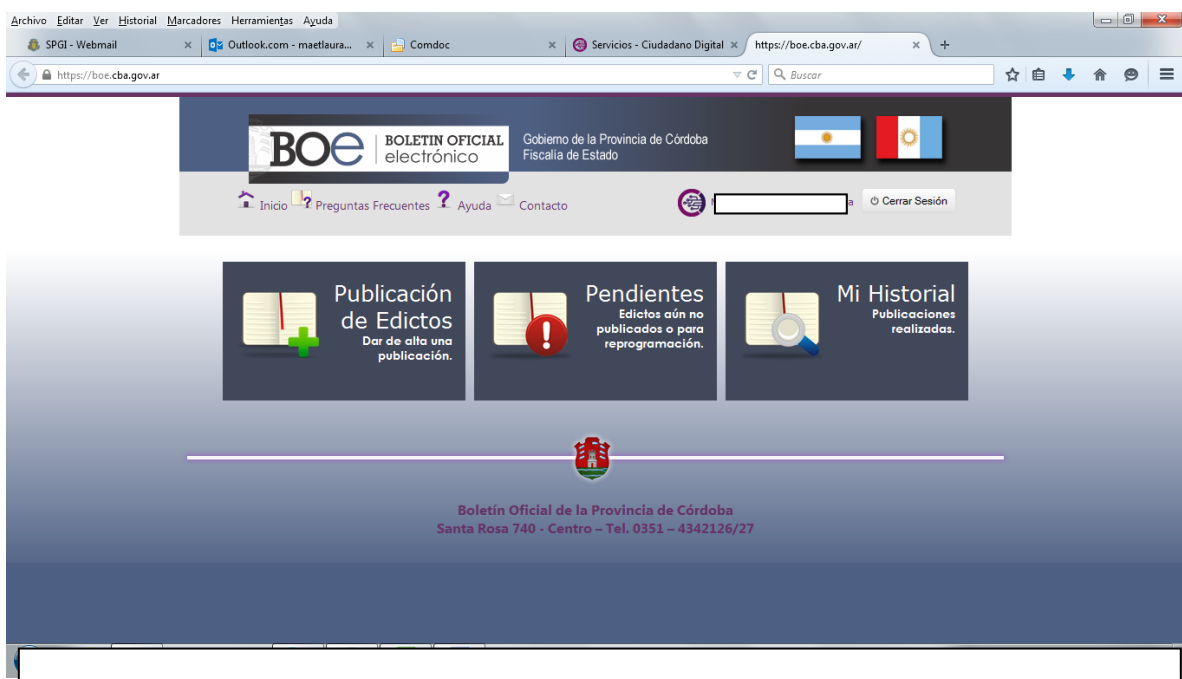 Archivo Editar Ver Historial Marcadores Herramientas Ayuda
SPGI - Webmail × Outlook.com - maetlaura... × Comdoc × Servicios - Ciudadano Digital × https://boe.cba.gov.ar/ × +
https://boe.cba.gov.ar Buscar
BOe BOLETIN OFICIAL electrónico
Gobierno de la Provincia de Córdoba
Fiscalía de Estado
Inicio Preguntas Frecuentes Ayuda Contacto a Cerrar Sesión
Publicación
de Edictos
Dar de alta una
publicación.
Pendientes
Edictos aún no
publicados o para
reprogramación.
Mi Historial
Publicaciones
realizadas.
Boletín Oficial de la Provincia de Córdoba
Santa Rosa 740 - Centro – Tel. 0351 – 4342126/27